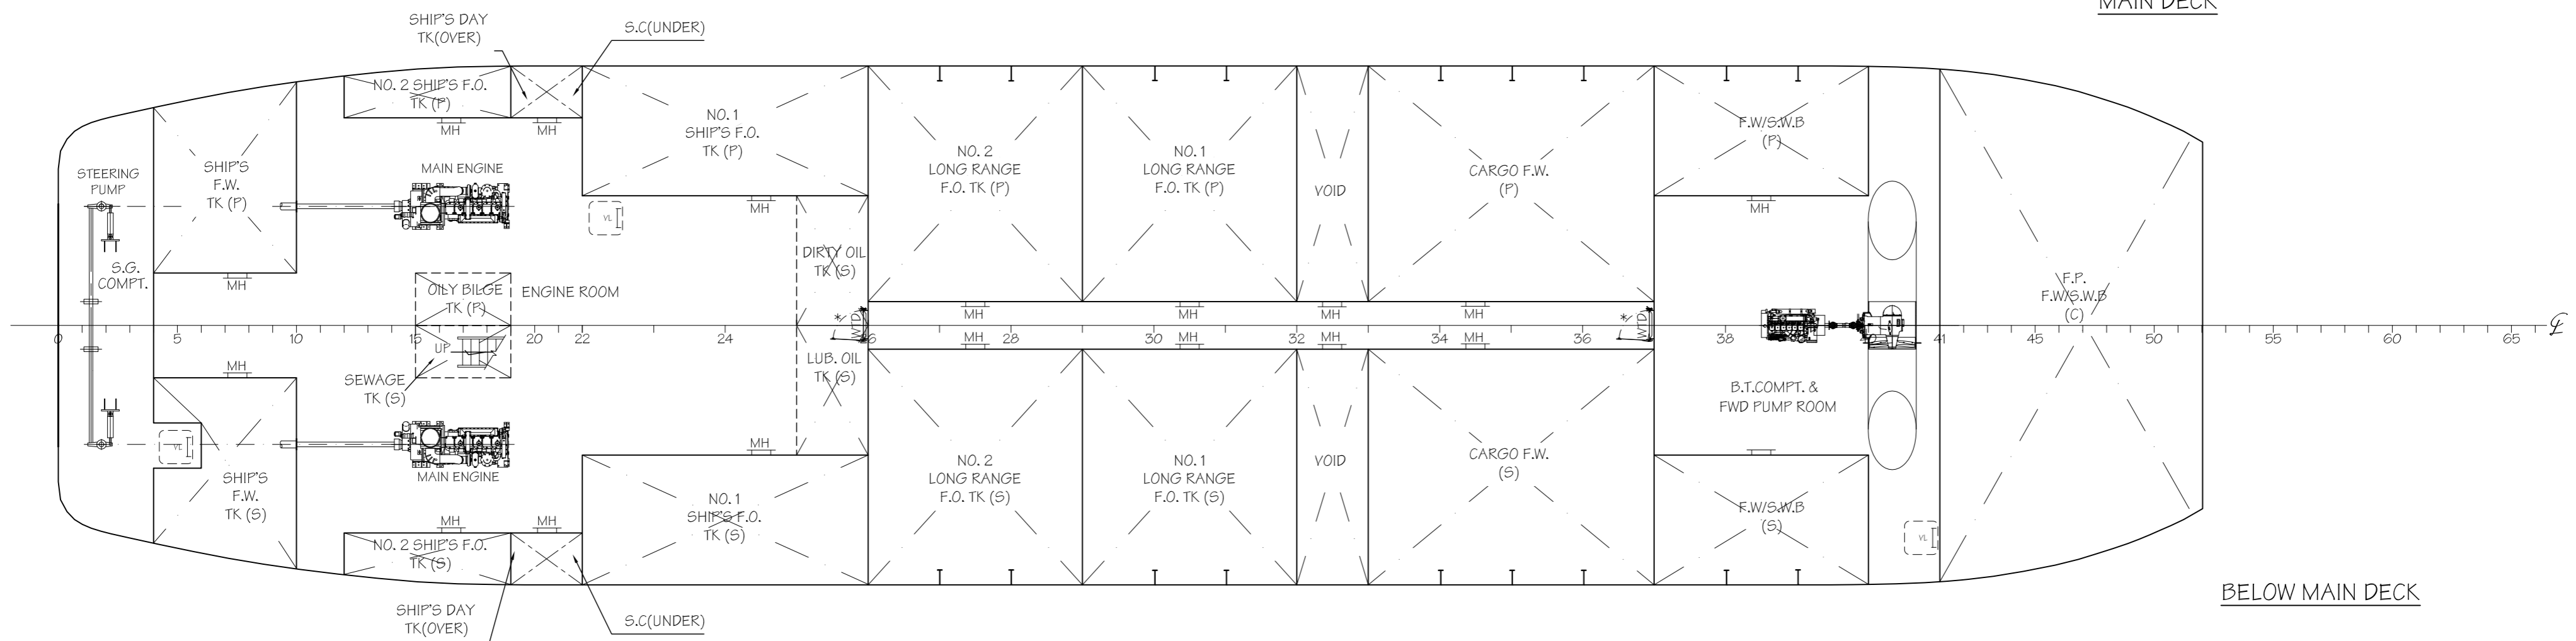 MAIN DECK
SHIP'S DAY
TK(OVER)
S.C(UNDER)
NO. 2 SHIP'S F.O.
TK (P)
MH
MH
NO. 1
SHIP'S F.O.
TK (P)
MH
VL
STEERING
PUMP
SHIP'S
F.W.
TK (P)
MH
MAIN ENGINE
S.G.
COMPT.
OILY BILGE
TK (P)
ENGINE ROOM
DIRTY OIL
TK (S)
NO. 2
LONG RANGE
F.O. TK (P)
MH
NO. 1
LONG RANGE
F.O. TK (P)
MH
VOID
MH
CARGO F.W.
(P)
MH
F.W/S.W.B
(P)
MH
F.P.
F.W/S.W.B
(C)
*/
WTD
*/
WTD
0
5
10
15
20
22
24
26
28
30
32
34
36
38
40
41
45
50
55
60
65
℄
UP
SEWAGE
TK (S)
LUB. OIL
TK (S)
MH
MH
MH
MH
MH
VL
SHIP'S
F.W.
TK (S)
MAIN ENGINE
MH
NO. 1
SHIP'S F.O.
TK (S)
NO. 2
LONG RANGE
F.O. TK (S)
NO. 1
LONG RANGE
F.O. TK (S)
VOID
CARGO F.W.
(S)
B.T.COMPT. &
FWD PUMP ROOM
MH
F.W/S.W.B
(S)
VL
MH
MH
NO. 2 SHIP'S F.O.
TK (S)
SHIP'S DAY
TK(OVER)
S.C(UNDER)
BELOW MAIN DECK